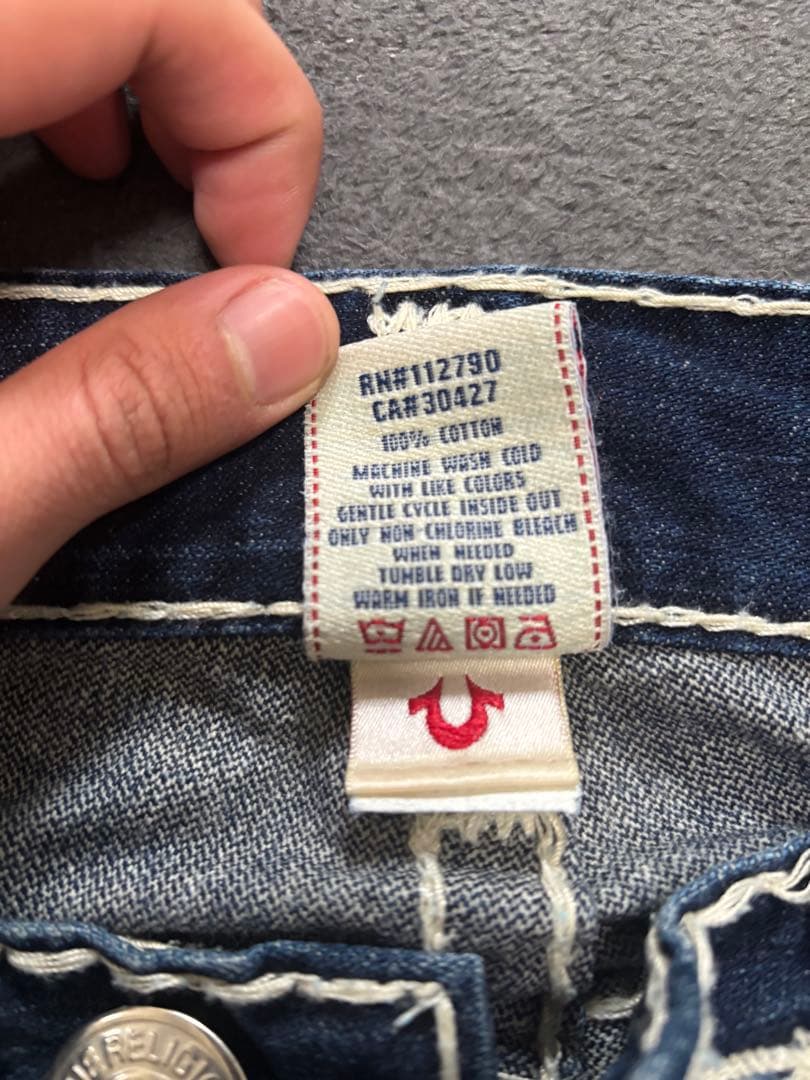 RN#112790
CA#30427
100% COTTON
MACHINE WASH COLD
WITH LIKE COLORS
GENTLE CYCLE INSIDE OUT
ONLY NON CHLORINE BLEACH
WHEN NEEDED
TUMBLE DRY LOW
WARM IRON IF NEEDED
RELIGI